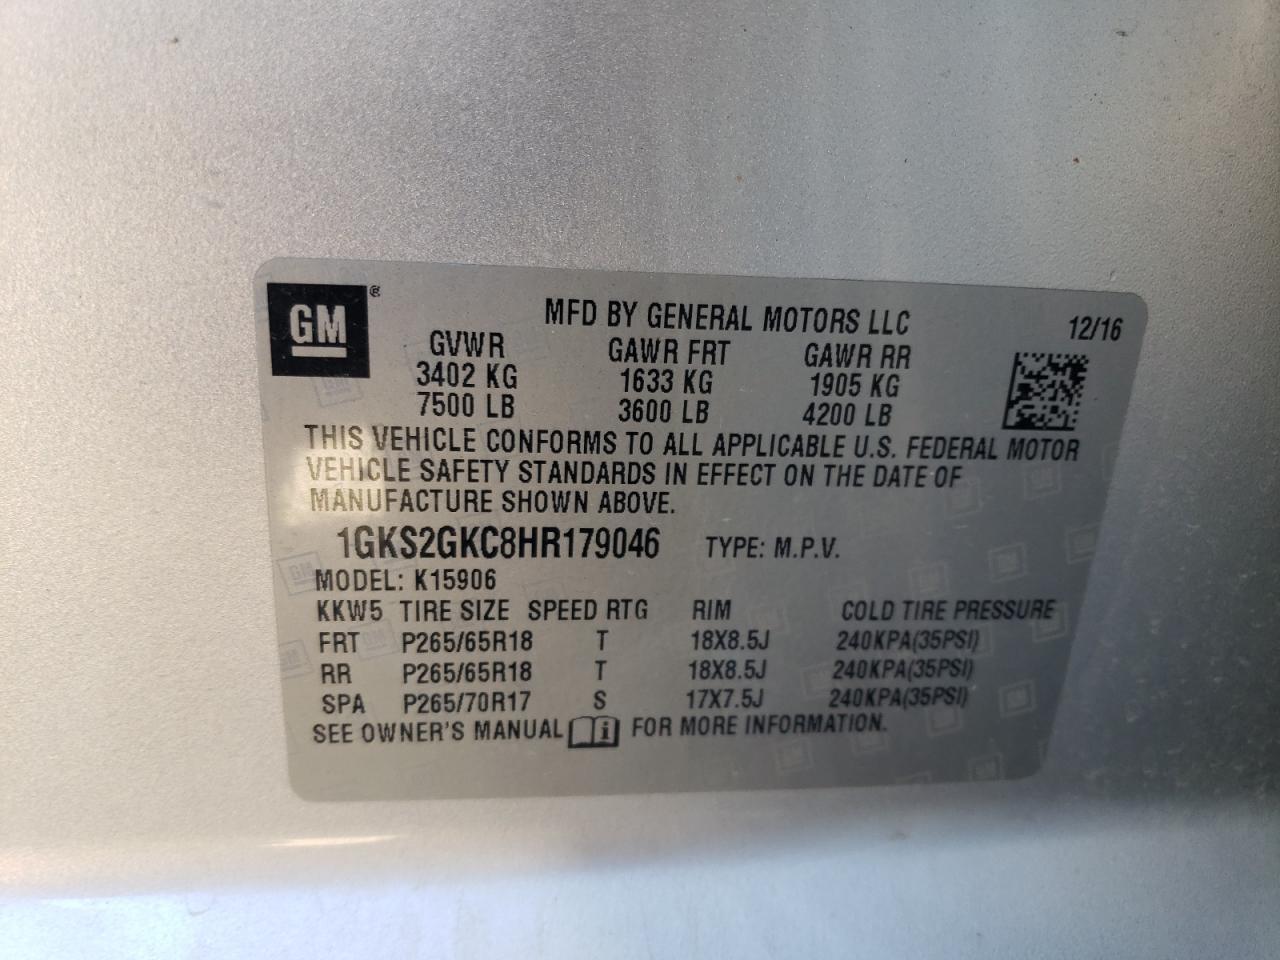 GM®
MFD BY GENERAL MOTORS LLC 12/16
GVWR GAWR FRT GAWR RR
3402 KG 1633 KG 1905 KG
7500 LB 3600 LB 4200 LB
THIS VEHICLE CONFORMS TO ALL APPLICABLE U.S. FEDERAL MOTOR
VEHICLE SAFETY STANDARDS IN EFFECT ON THE DATE OF
MANUFACTURE SHOWN ABOVE.
1GKS2GKC8HR179046 TYPE: M.P.V.
MODEL: K15906
KKW5 TIRE SIZE SPEED RTG RIM COLD TIRE PRESSURE
FRT P265/65R18 T 18X8.5J 240KPA(35PSI)
RR P265/65R18 T 18X8.5J 240KPA(35PSI)
SPA P265/70R17 S 17X7.5J 240KPA(35PSI)
SEE OWNER'S MANUAL i FOR MORE INFORMATION.